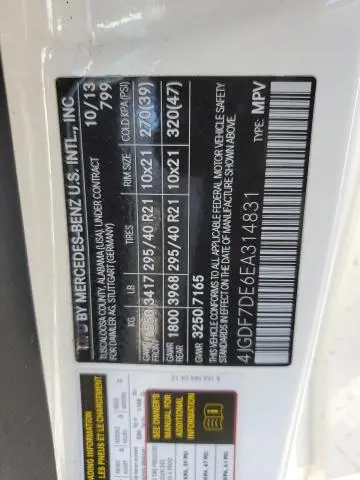 MFD BY MERCEDES-BENZ U.S. INTL., INC.
10/13
799
TUSCALOOSA COUNTY, ALABAMA (USA), UNDER CONTRACT
FOR DAIMLER AG, STUTTGART (GERMANY)
KG LB TIRES RIM SIZE COLD KPA (PSI)
GAWR FRONT 3417 295/40 R21 10x21 270(39)
GAWR REAR 1800 3968 295/40 R21 10x21 320(47)
GVWR 3250 7165
THIS VEHICLE CONFORMS TO ALL APPLICABLE FEDERAL MOTOR VEHICLE SAFETY
STANDARDS IN EFFECT ON THE DATE OF MANUFACTURE SHOWN ABOVE.
4JGDF7DE6EA314831 TYPE: MPV
LOADING INFORMATION
LES PNEUS ET LE CHARGEMENT
SEE OWNER'S
MANUAL FOR
ADDITIONAL
INFORMATION